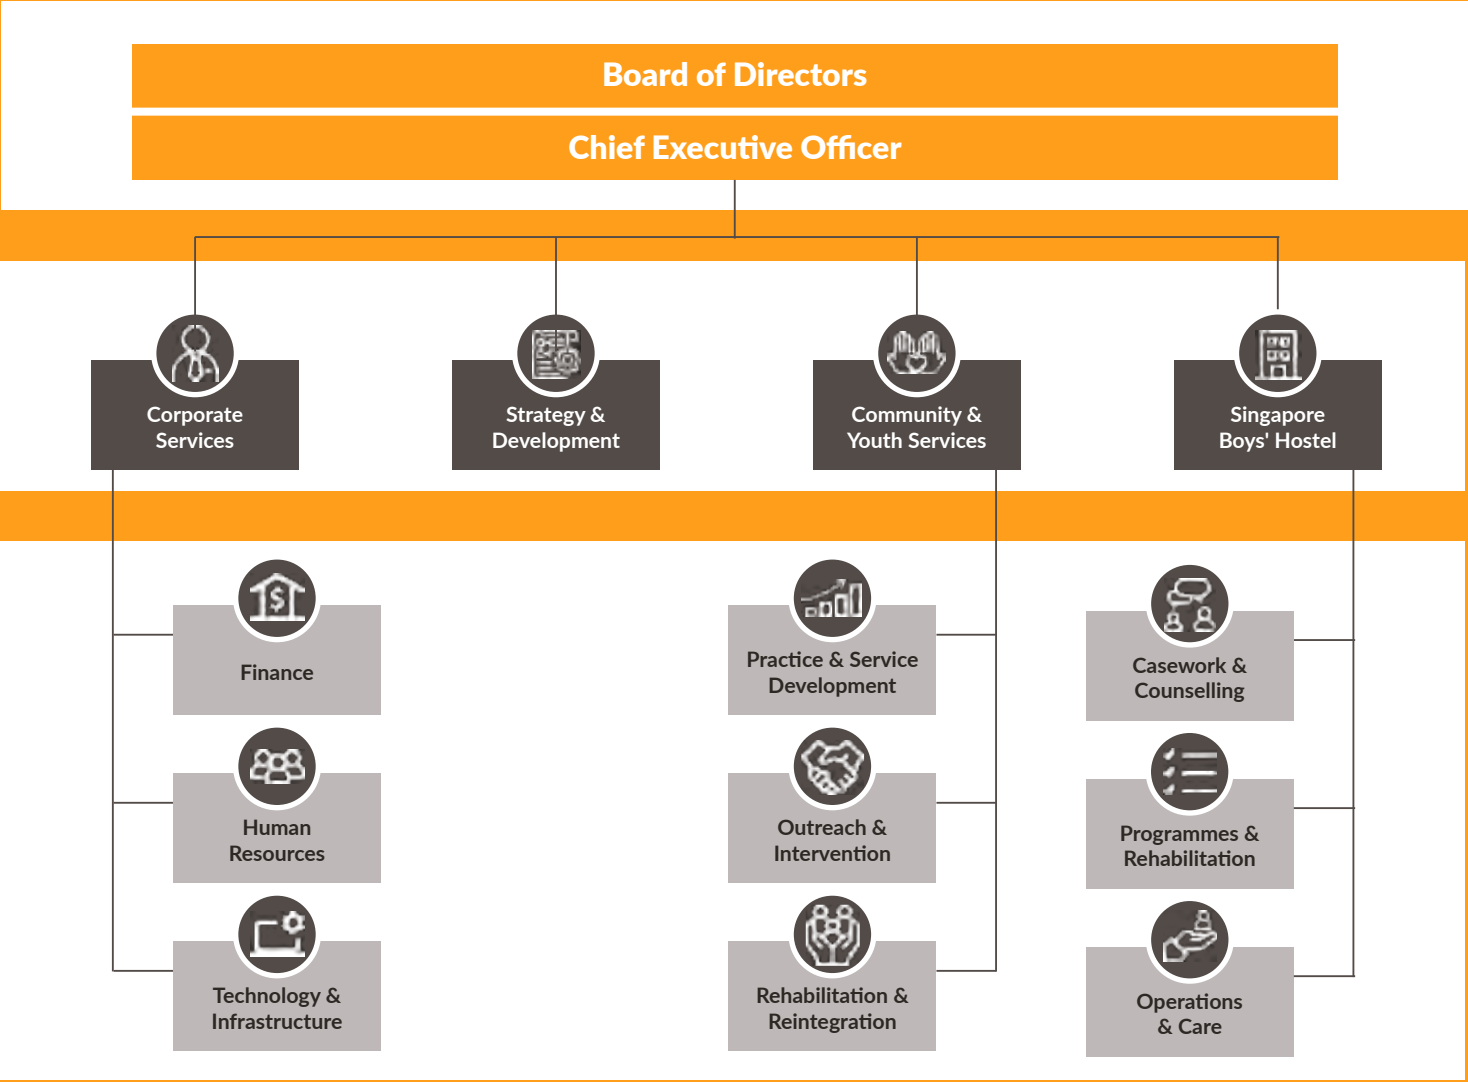 Board of Directors
Chief Executive Officer
Corporate
Services
Strategy &
Development
Community &
Youth Services
Singapore
Boys' Hostel
Finance
Human
Resources
Technology &
Infrastructure
Practice & Service
Development
Outreach &
Intervention
Rehabilitation &
Reintegration
Casework &
Counselling
Programmes &
Rehabilitation
Operations
& Care